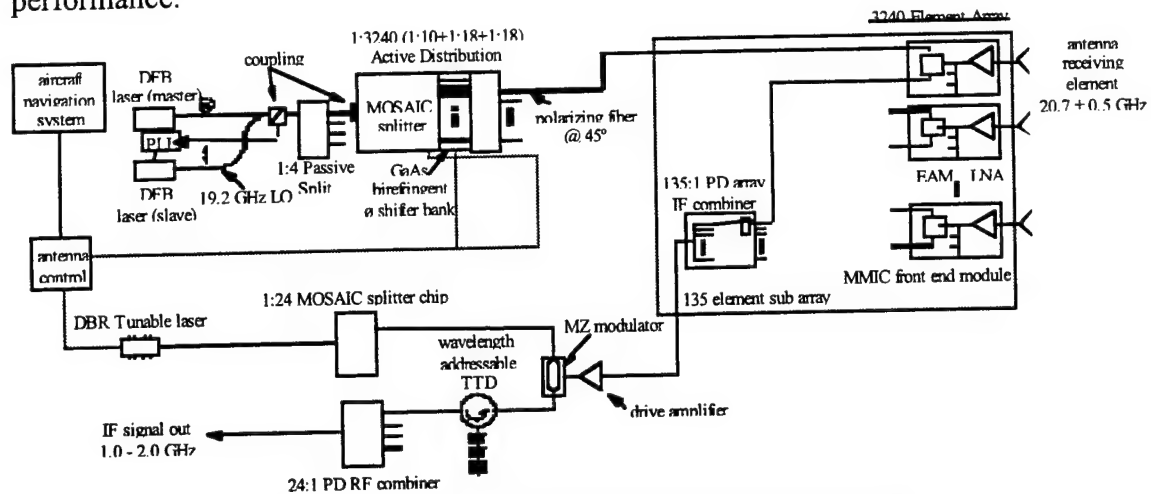 performance.
3240 Element Array
1:3240 (1:10+1:18+1:18)
Active Distribution
coupling
aircraft
navigation
system
DFB
laser (master)
MOSAIC
splitter
antenna
receiving
element
20.7 ± 0.5 GHz
polarizing fiber
@ 45°
PLL
1:4 Passive
Split
GaAs
birefringent
ø shifter bank
DFB
laser (slave)
19.2 GHz LO
135:1 PD array
IF combiner
EAM
LNA
antenna
control
MMIC front end module
135 element sub array
1:24 MOSAIC splitter chip
DBR Tunable laser
MZ modulator
wavelength
addressable
TTD
drive amplifier
IF signal out
1.0 - 2.0 GHz
24:1 PD RF combiner